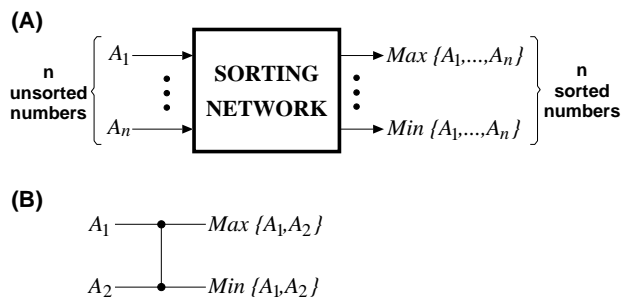 (A)
n
unsorted
numbers
A₁
Aₙ
SORTING
NETWORK
Max {A₁,...,Aₙ}
Min {A₁,...,Aₙ}
n
sorted
numbers
(B)
A₁
Max {A₁,A₂}
A₂
Min {A₁,A₂}